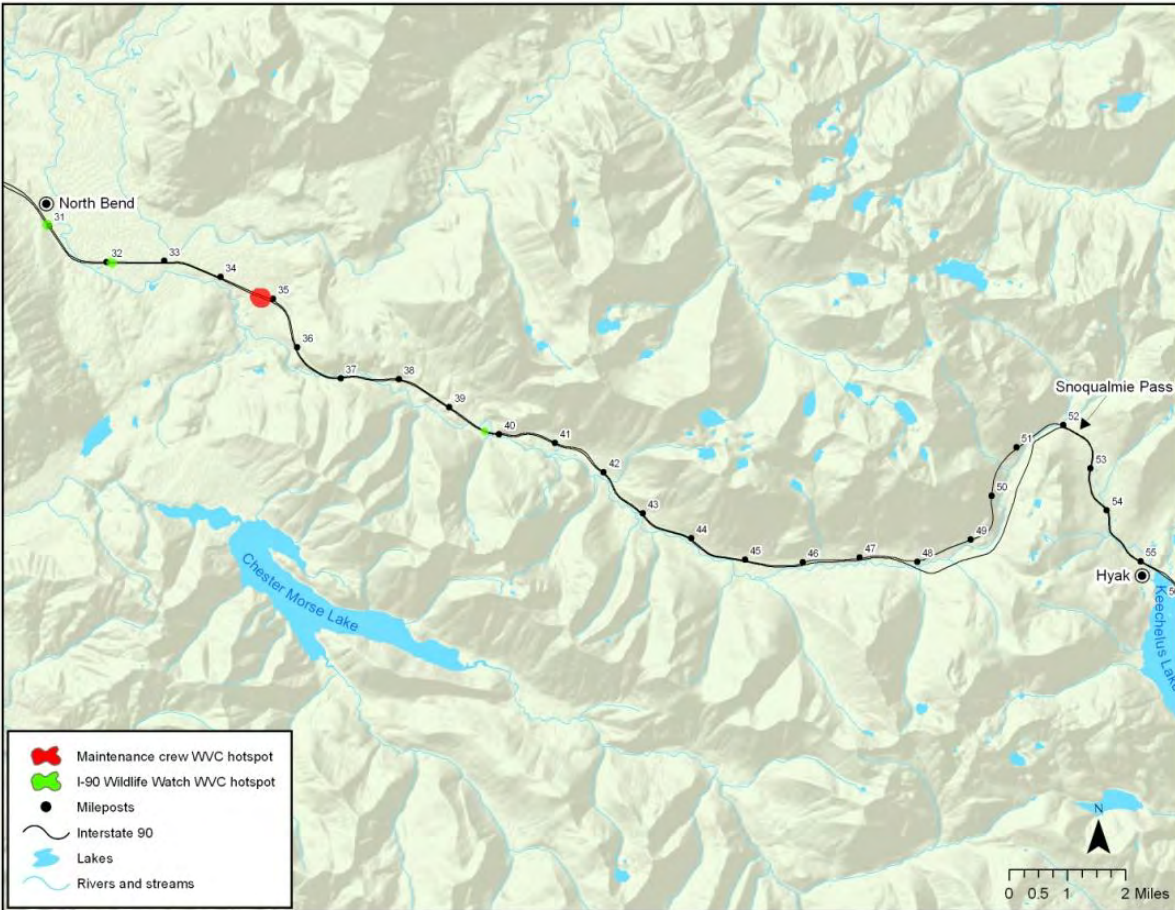 North Bend
31
32
33
34
35
36
37
38
39
40
41
42
43
44
45
46
47
48
49
50
51
52
Snoqualmie Pass
53
54
55
Hyak
Keechelus Lake
Chester Morse Lake
Maintenance crew WVC hotspot
I-90 Wildlife Watch WVC hotspot
Mileposts
Interstate 90
Lakes
Rivers and streams
N
0 0.5 1 2 Miles